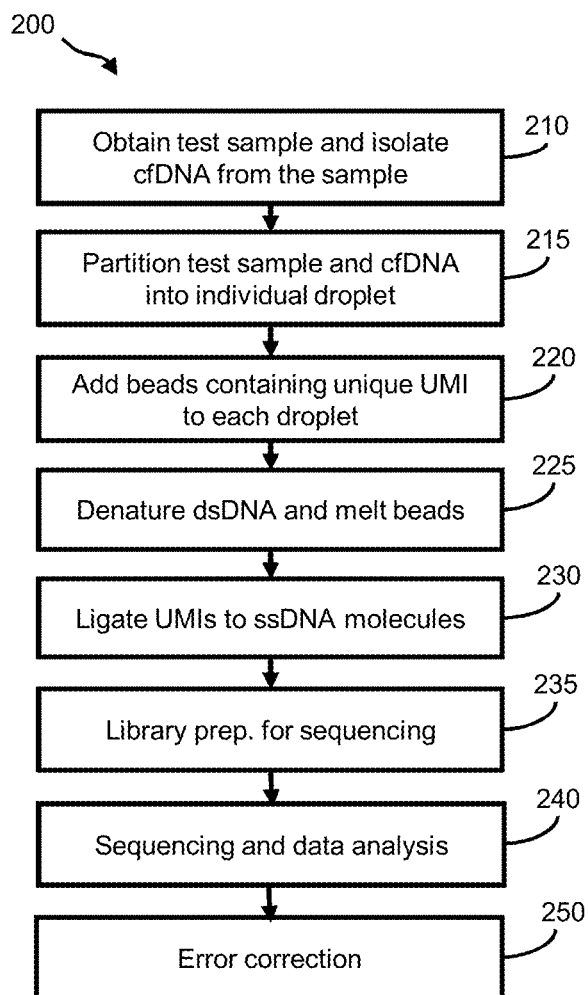 200
Obtain test sample and isolate
cfDNA from the sample
210
Partition test sample and cfDNA
into individual droplet
215
Add beads containing unique UMI
to each droplet
220
Denature dsDNA and melt beads
225
Ligate UMIs to ssDNA molecules
230
Library prep. for sequencing
235
Sequencing and data analysis
240
Error correction
250